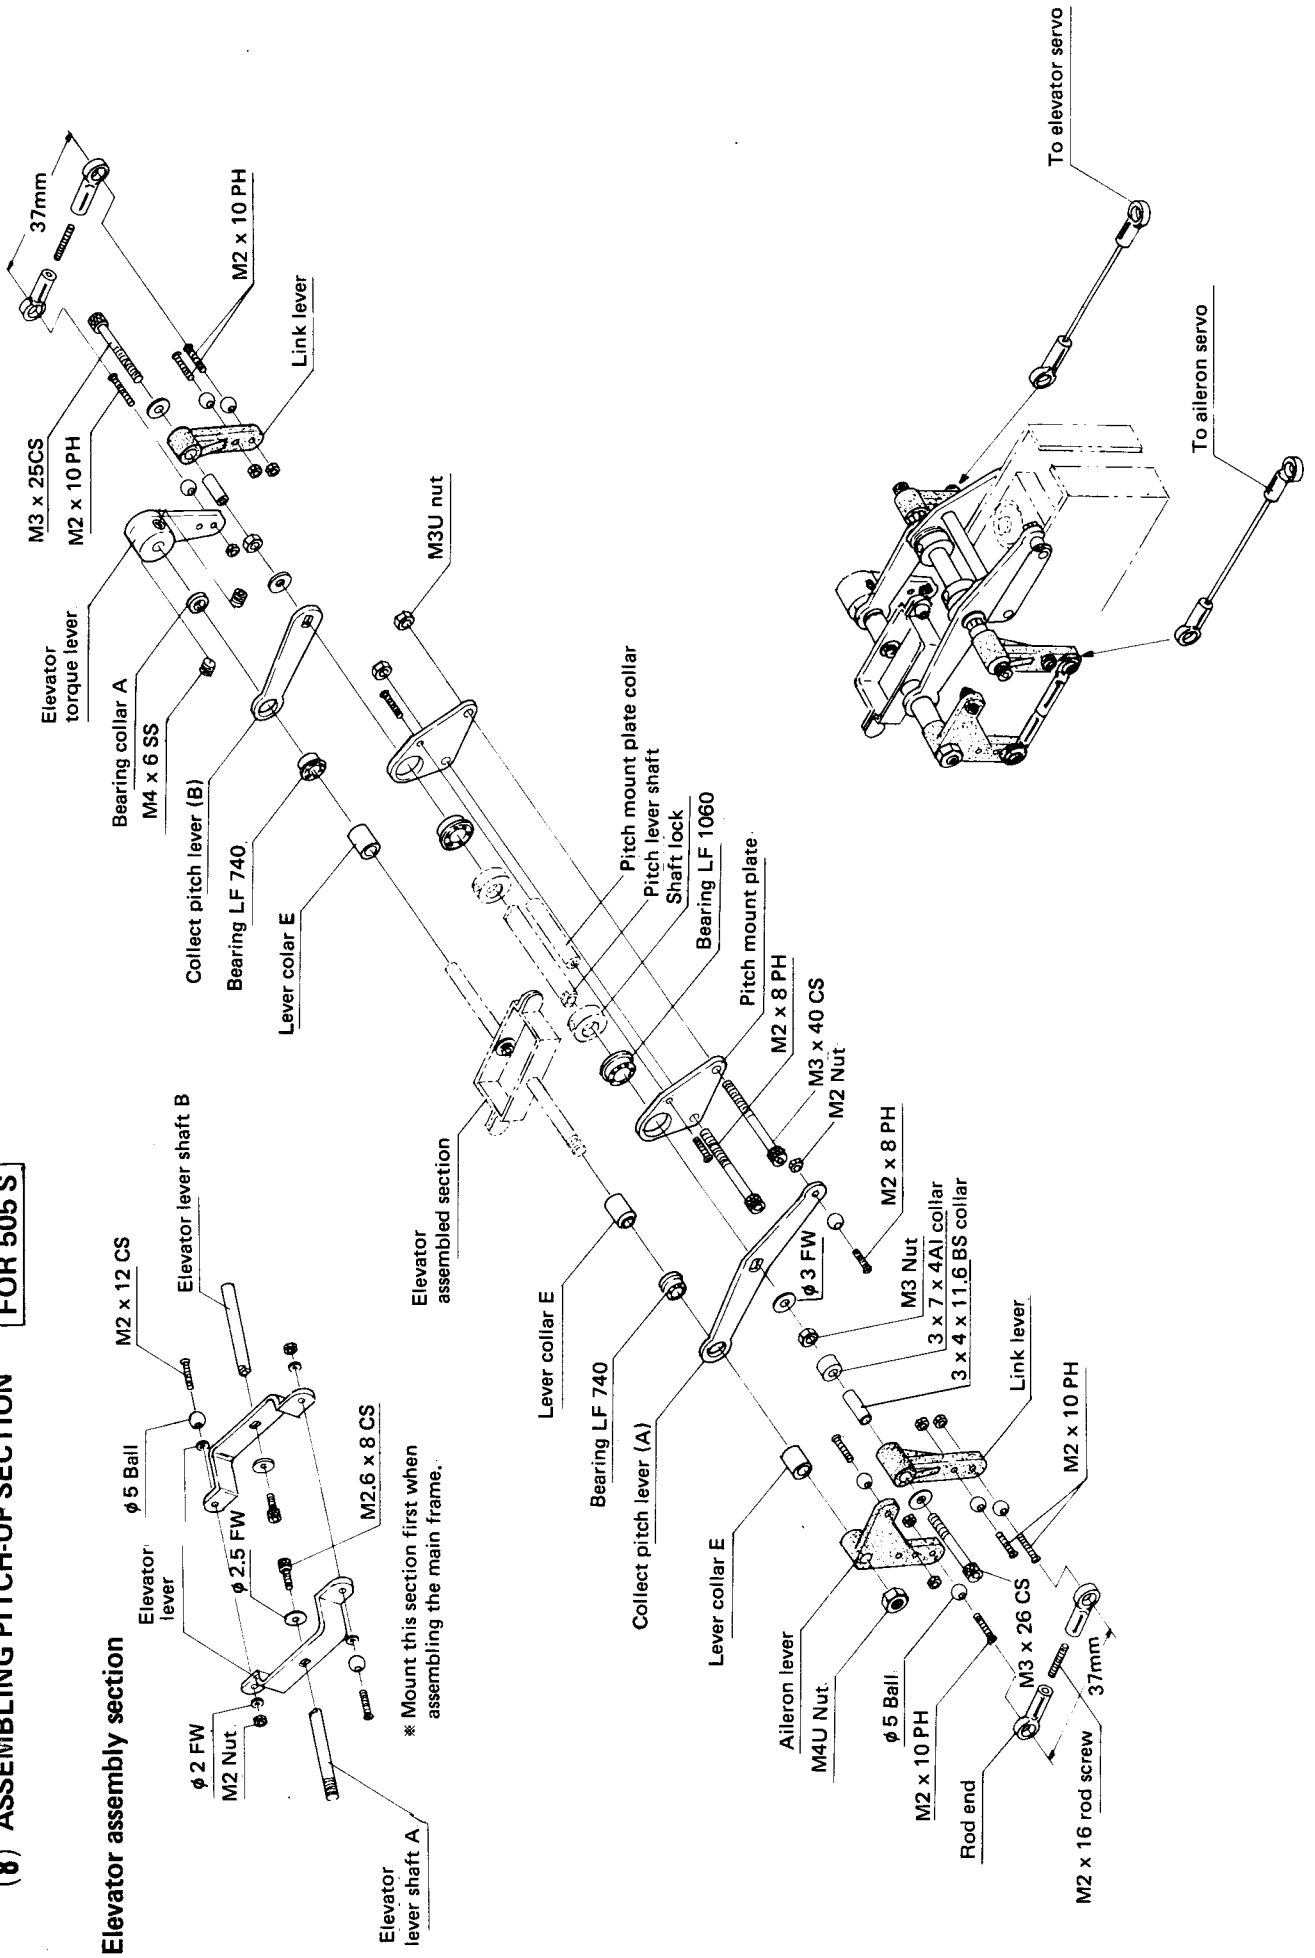 (8) ASSEMBLING PITCH-UP SECTION
FOR 505 S
Elevator assembly section
φ 2 FW
M2 Nut
Elevator
lever
φ 5 Ball
M2 x 12 CS
Elevator lever shaft B
φ 2.5 FW
M2.6 x 8 CS
※ Mount this section first when
assembling the main frame.
Elevator
lever shaft A
Elevator
torque lever
Bearing collar A
M4 x 6 SS
M3 x 25CS
M2 x 10 PH
37mm
M2 x 10 PH
Link lever
Collect pitch lever (B)
Bearing LF 740
Lever colar E
M3U nut
Elevator
assembled section
Pitch mount plate collar
Pitch lever shaft
Shaft lock
Bearing LF 1060
Pitch mount plate
M2 x 8 PH
M3 x 40 CS
M2 Nut
M2 x 8 PH
Lever collar E
Bearing LF 740
Collect pitch lever (A)
φ 3 FW
M3 Nut
3 x 7 x 4Al collar
3 x 4 x 11.6 BS collar
Link lever
M2 x 10 PH
Lever collar E
Aileron lever
M4U Nut
φ 5 Ball
M2 x 10 PH
M3 x 26 CS
37mm
Rod end
M2 x 16 rod screw
To elevator servo
To aileron servo